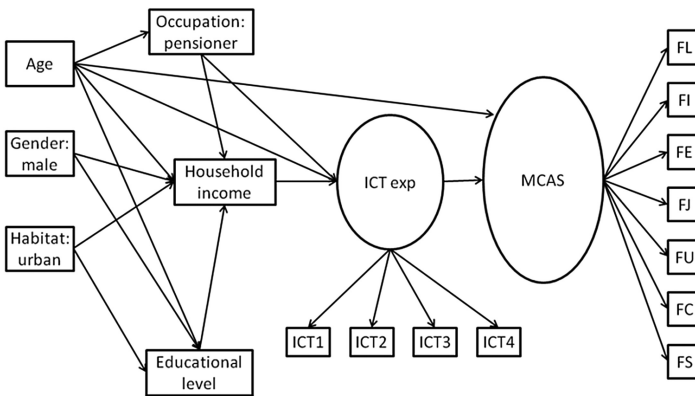 Occupation:
pensioner
Age
Gender:
male
Household
income
Habitat:
urban
Educational
level
ICT exp
ICT1
ICT2
ICT3
ICT4
MCAS
FL
FI
FE
FJ
FU
FC
FS